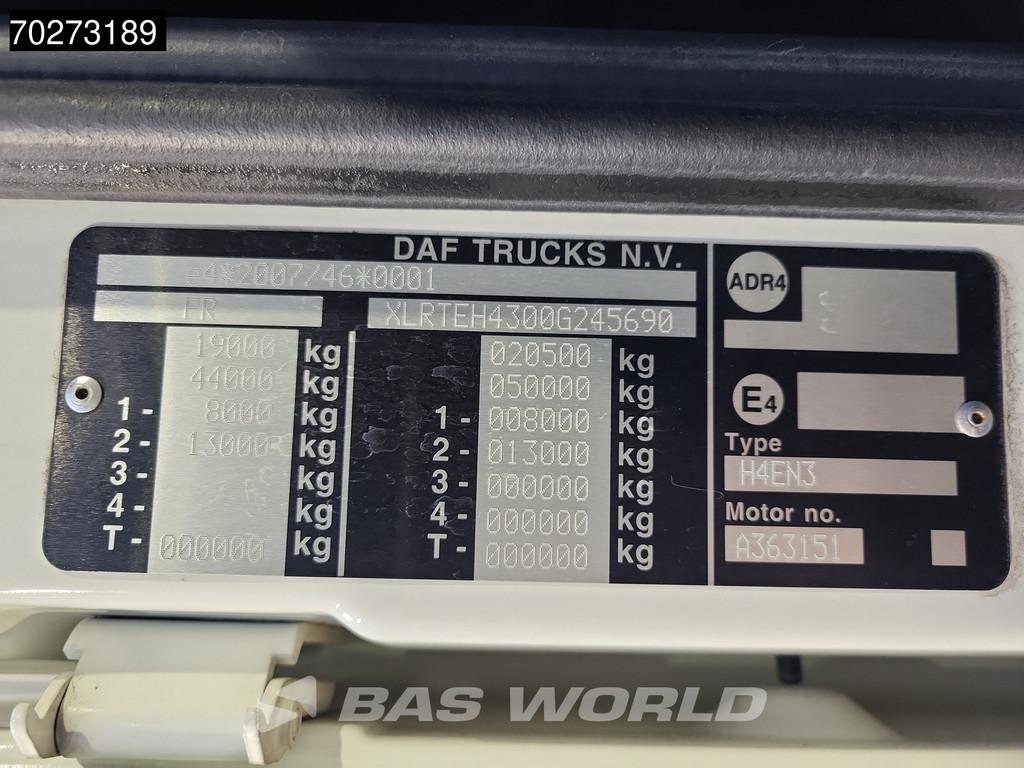 70273189
DAF TRUCKS N.V.
e4*2007/46*0001
FR XLRTEH4300G245690
19000 kg 020500 kg
44000 kg 050000 kg
1- 8000 kg 1- 008000 kg
2- 13000 kg 2- 013000 kg
3- kg 3- 000000 kg
4- kg 4- 000000 kg
T- 000000 kg T- 000000 kg
ADR4
E4
Type
H4EN3
Motor no.
A363151
BAS WORLD